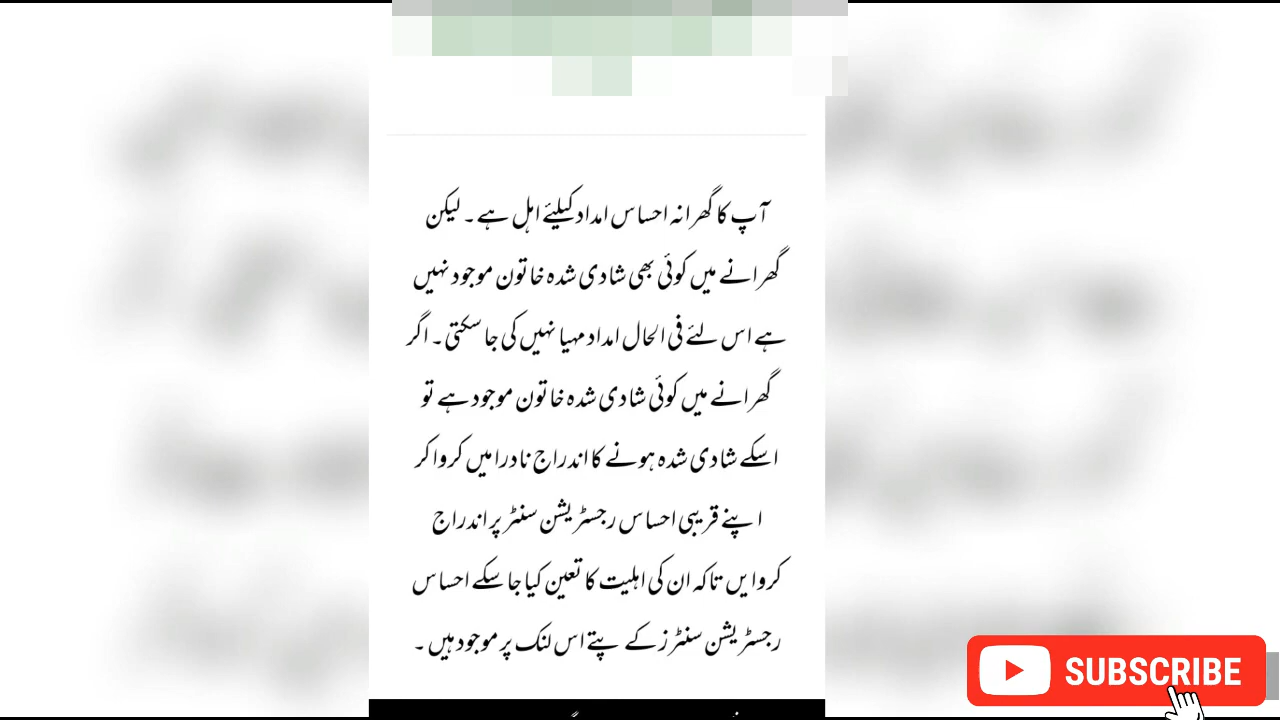 آپ کا گھرانہ احساس امداد کیلئے اہل ہے۔ لیکن
گھرانے میں کوئی بھی شادی شدہ خاتون موجود نہیں
ہے اس لئے فی الحال امداد مہیا نہیں کی جا سکتی۔ اگر
گھرانے میں کوئی شادی شدہ خاتون موجود ہے تو
اسکے شادی شدہ ہونے کا اندراج نادرا میں کروا کر
اپنے قریبی احساس رجسٹریشن سنٹر پر اندراج
کروایں تاکہ ان کی اہلیت کا تعین کیا جا سکے احساس
رجسٹریشن سنٹرز کے پتے اس لنک پر موجود ہیں۔
SUBSCRIBE